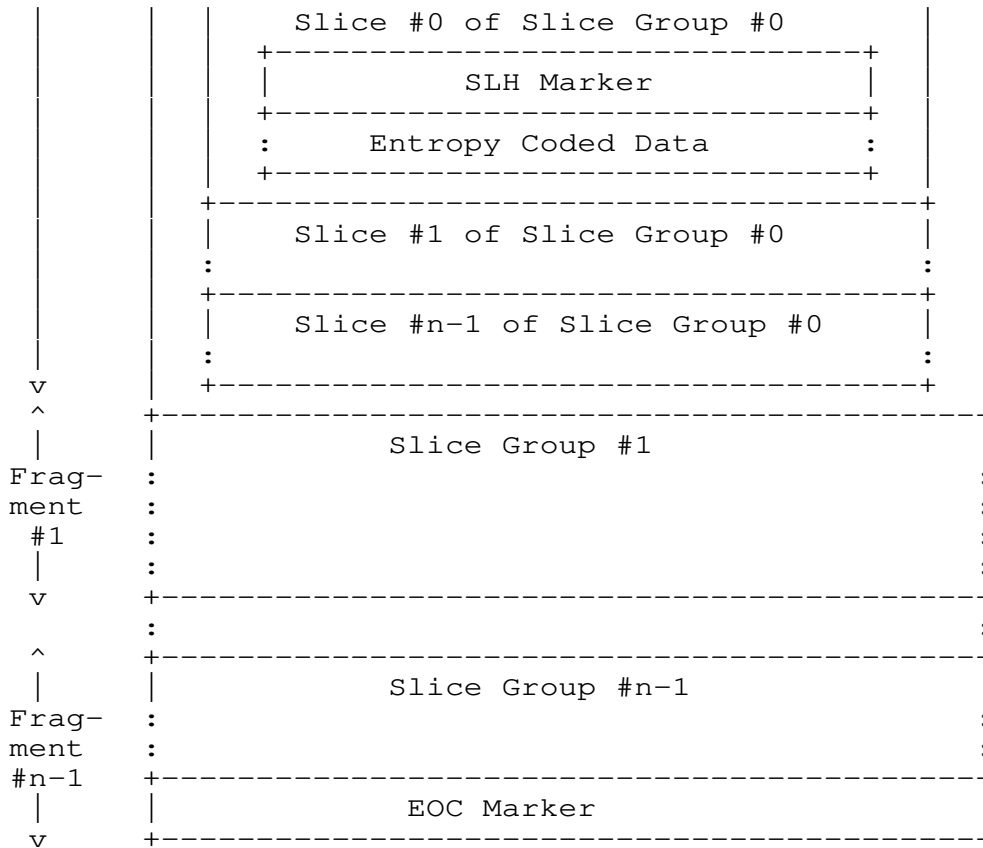 Slice #0 of Slice Group #0
SLH Marker
Entropy Coded Data
Slice #1 of Slice Group #0
Slice #n-1 of Slice Group #0
v
^
Slice Group #1
Frag-
ment
#1
v
^
Slice Group #n-1
Frag-
ment
#n-1
EOC Marker
v